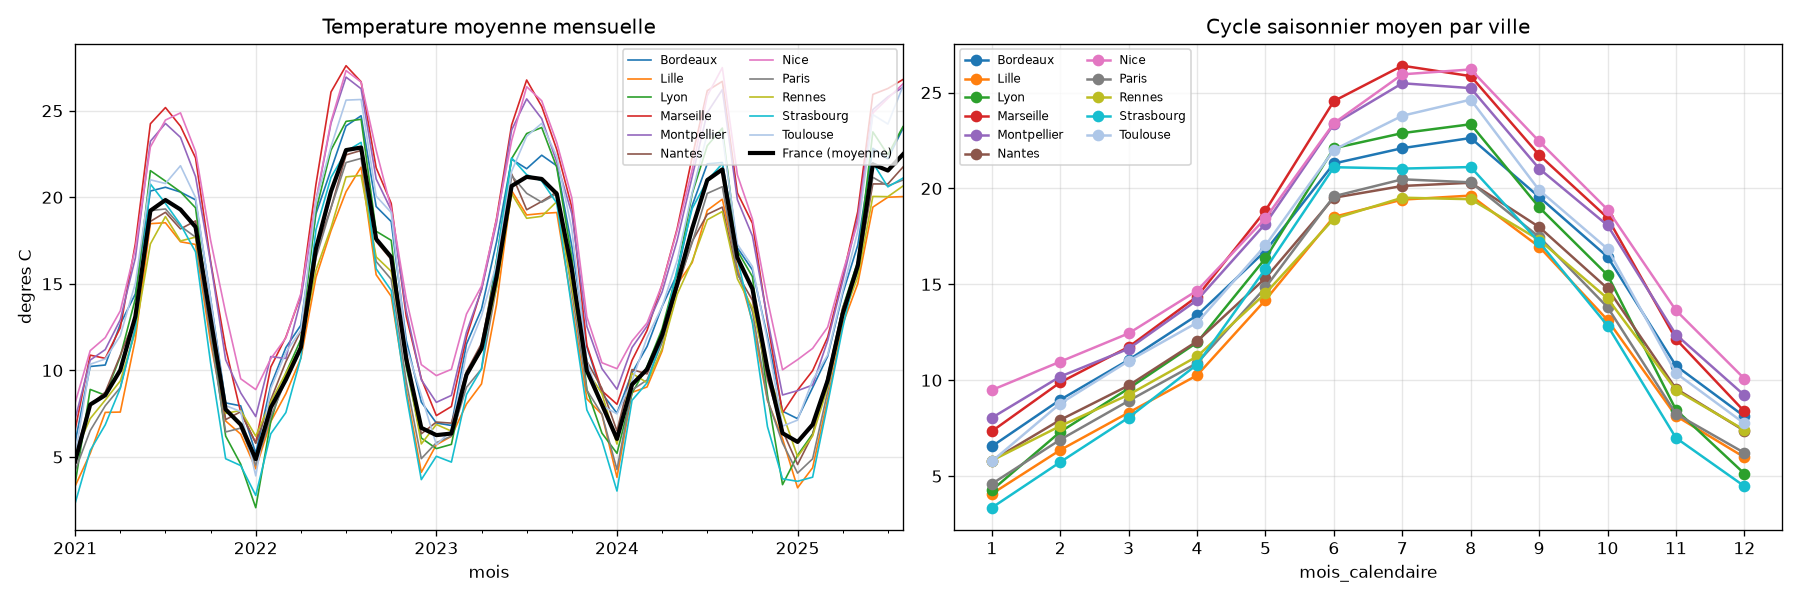 Temperature moyenne mensuelle
degres C
25
20
15
10
5
2021
2022
2023
2024
2025
mois
Bordeaux
Lille
Lyon
Marseille
Montpellier
Nantes
Nice
Paris
Rennes
Strasbourg
Toulouse
France (moyenne)
Cycle saisonnier moyen par ville
25
20
15
10
5
1
2
3
4
5
6
7
8
9
10
11
12
mois_calendaire
Bordeaux
Lille
Lyon
Marseille
Montpellier
Nantes
Nice
Paris
Rennes
Strasbourg
Toulouse